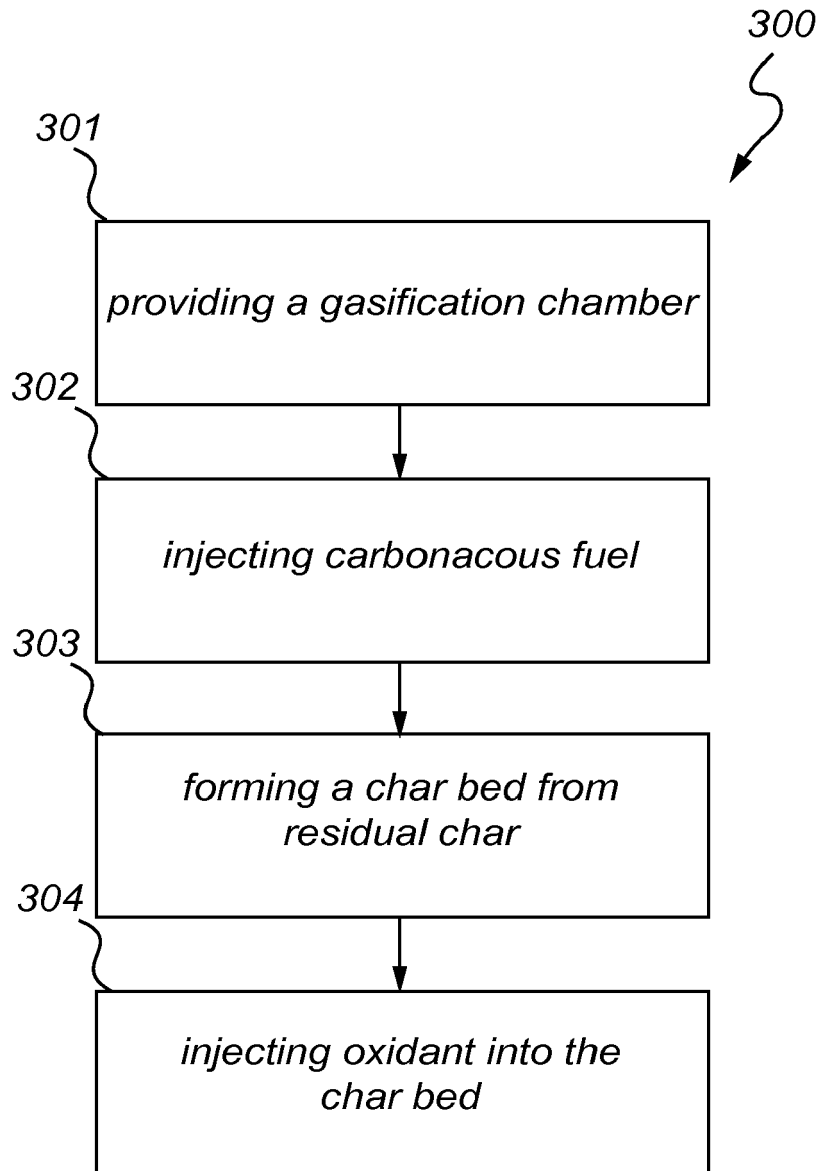 300
301
providing a gasification chamber
302
injecting carbonacous fuel
303
forming a char bed from
residual char
304
injecting oxidant into the
char bed